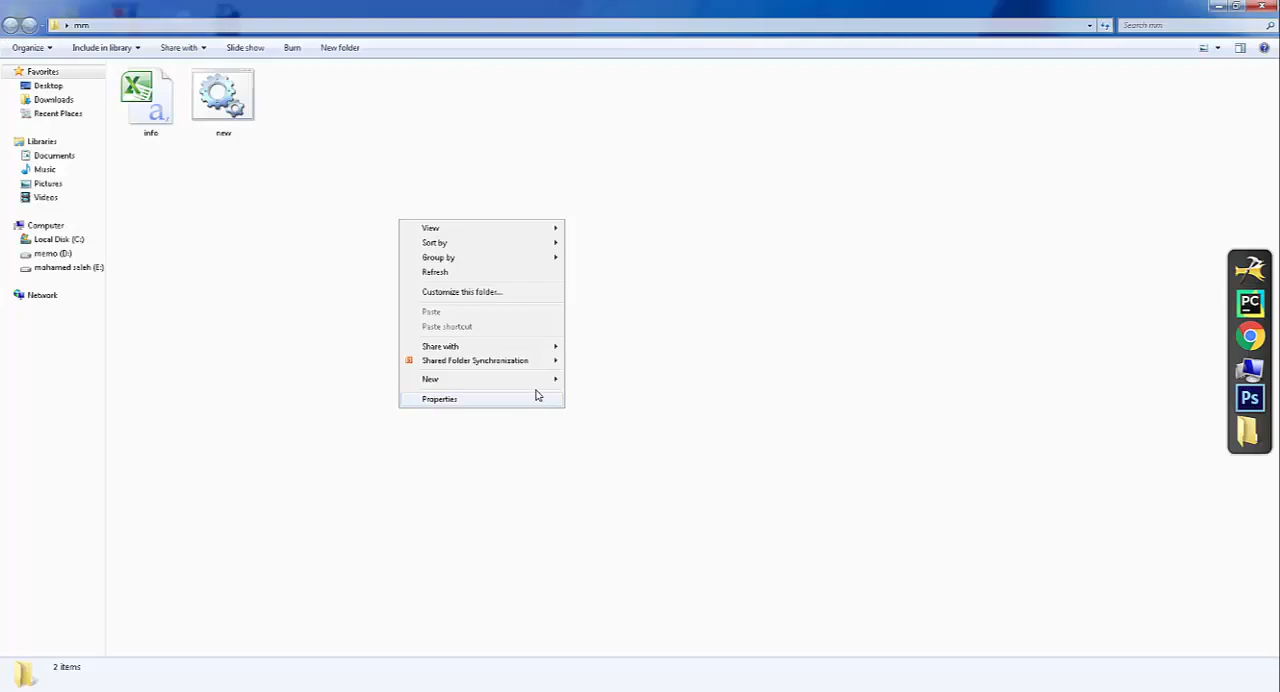 mm
Search mm
Organize
Include in library
Share with
Slide show
Burn
New folder
Favorites
Desktop
Downloads
Recent Places
Libraries
Documents
Music
Pictures
Videos
Computer
Local Disk (C:)
memo (D:)
mohamed saleh (E:)
Network
info
new
View
Sort by
Group by
Refresh
Customize this folder...
Paste
Paste shortcut
Share with
Shared Folder Synchronization
New
Properties
PC
Ps
2 items